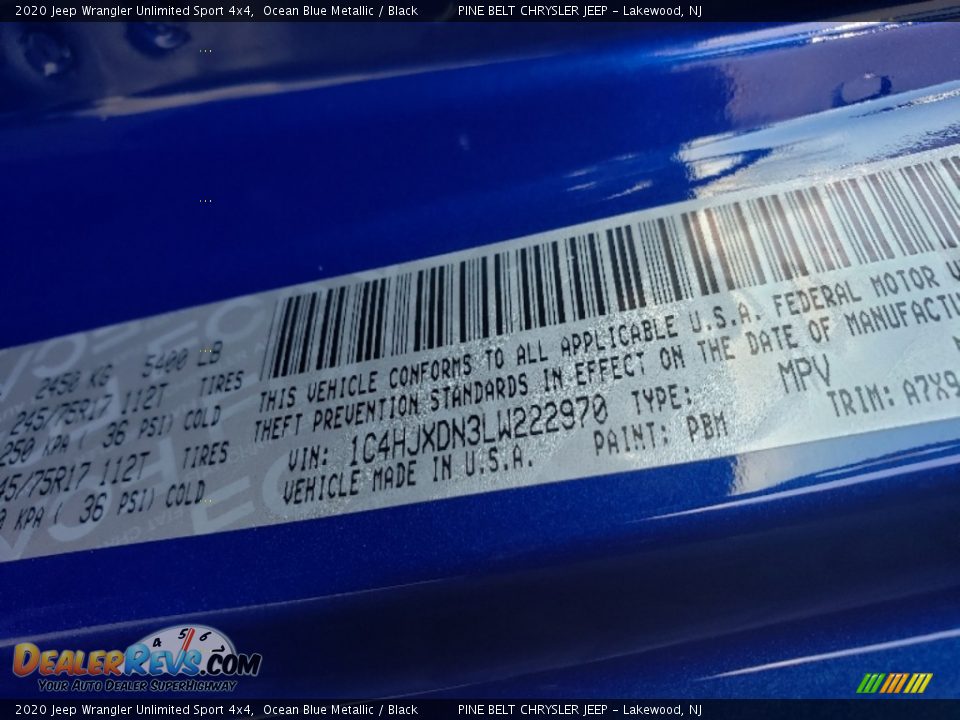 2020 Jeep Wrangler Unlimited Sport 4x4, Ocean Blue Metallic / Black PINE BELT CHRYSLER JEEP - Lakewood, NJ
2450 KG 5400 LB
245/75R17 112T TIRES
250 KPA ( 36 PSI) COLD
45/75R17 112T TIRES
KPA ( 36 PSI) COLD
THIS VEHICLE CONFORMS TO ALL APPLICABLE U.S.A. FEDERAL MOTOR
THEFT PREVENTION STANDARDS IN EFFECT ON THE DATE OF MANUFACTU
VIN: 1C4HJXDN3LW222970 TYPE: MPV
VEHICLE MADE IN U.S.A. PAINT: PBM TRIM: A7X9
DEALERREVS.COM
YOUR AUTO DEALER SUPERHIGHWAY
2020 Jeep Wrangler Unlimited Sport 4x4, Ocean Blue Metallic / Black PINE BELT CHRYSLER JEEP - Lakewood, NJ